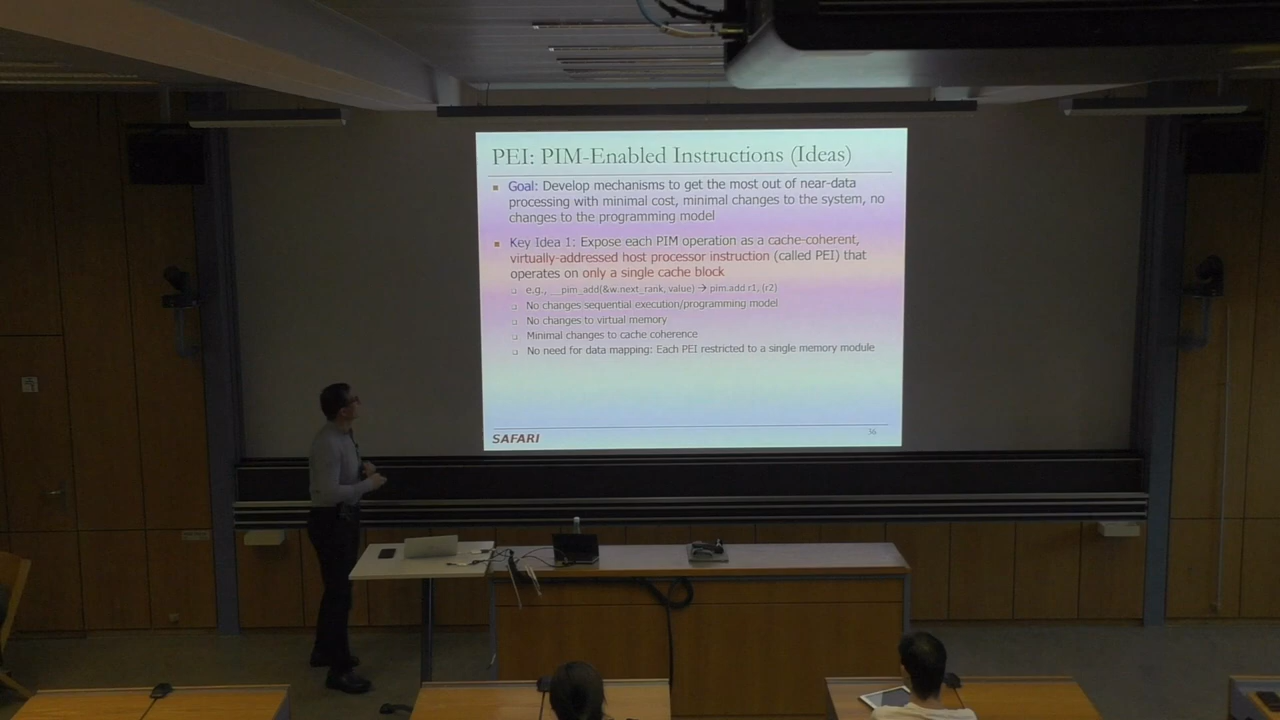 PEI: PIM-Enabled Instructions (Ideas)
Goal: Develop mechanisms to get the most out of near-data
processing with minimal cost, minimal changes to the system, no
changes to the programming model
Key Idea 1: Expose each PIM operation as a cache-coherent,
virtually-addressed host processor instruction (called PEI) that
operates on only a single cache block
e.g., __pim_add(&w.next_rank, value) → pim.add r1, (r2)
No changes sequential execution/programming model
No changes to virtual memory
Minimal changes to cache coherence
No need for data mapping: Each PEI restricted to a single memory module
SAFARI
36